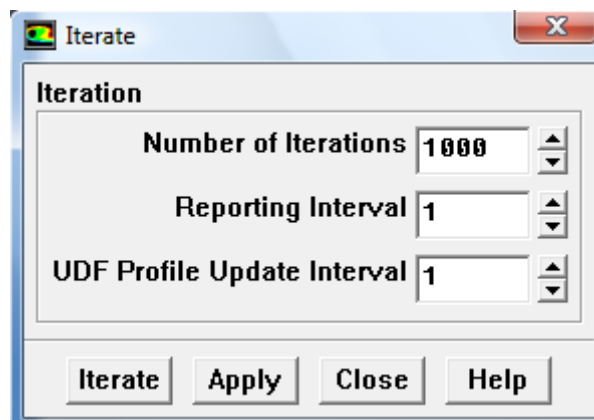 Iterate
Iteration
Number of Iterations 1000
Reporting Interval 1
UDF Profile Update Interval 1
Iterate Apply Close Help